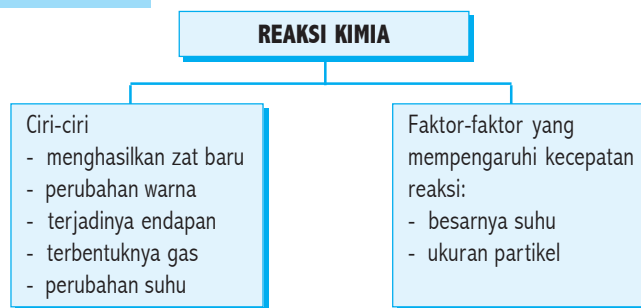 REAKSI KIMIA
Ciri-ciri
- menghasilkan zat baru
- perubahan warna
- terjadinya endapan
- terbentuknya gas
- perubahan suhu
Faktor-faktor yang
mempengaruhi kecepatan
reaksi:
- besarnya suhu
- ukuran partikel